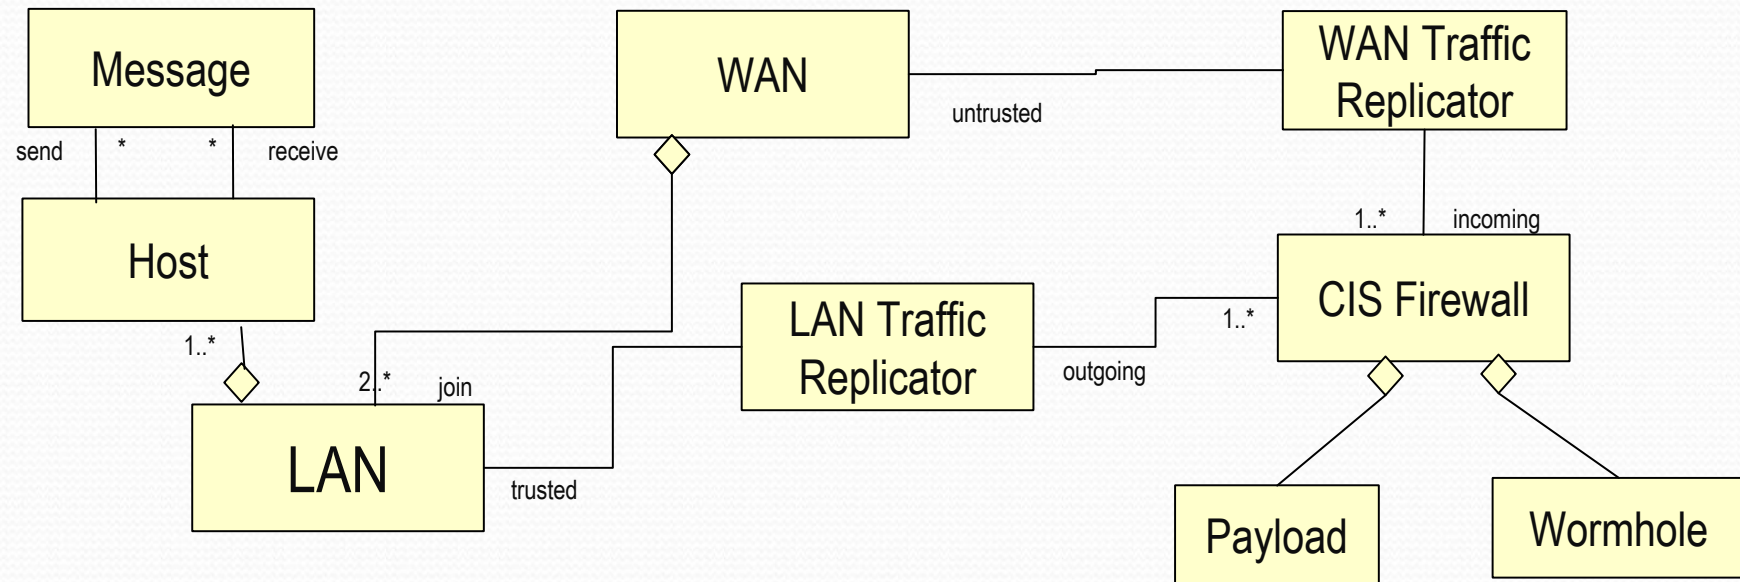 Message
WAN
WAN Traffic
Replicator
untrusted
send
*
*
receive
Host
1..*
incoming
CIS Firewall
LAN Traffic
Replicator
1..*
outgoing
1..*
2..*
join
LAN
trusted
Payload
Wormhole